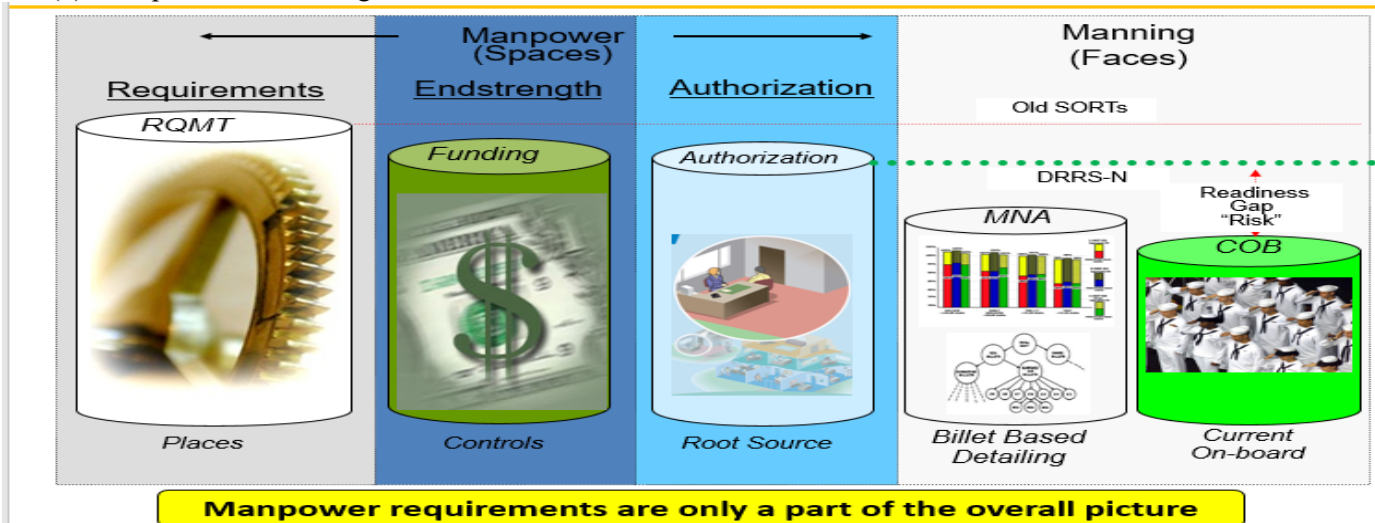 Manpower
(Spaces)
Manning
(Faces)
Requirements
Endstrength
Authorization
Old SORTs
RQMT
Funding
Authorization
DRRS-N
Readiness
Gap
“Risk”
MNA
COB
$
Places
Controls
Root Source
Billet Based
Detailing
Current
On-board
Manpower requirements are only a part of the overall picture